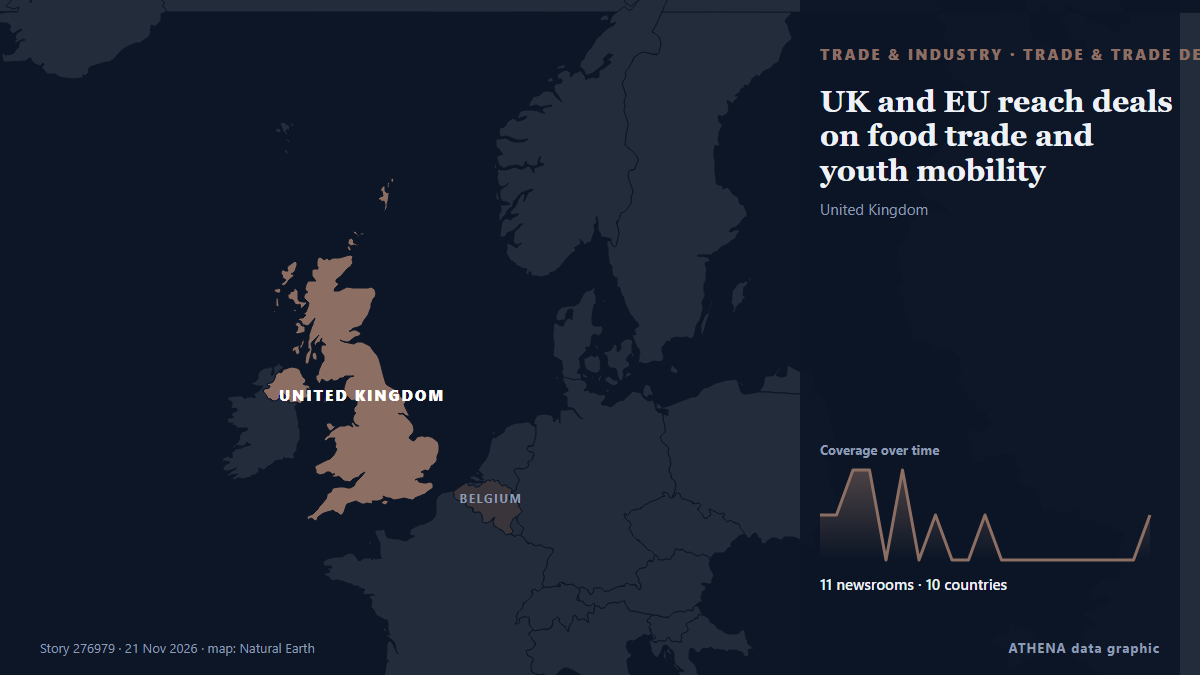 TRADE & INDUSTRY · TRADE & TRADE DE
UK and EU reach deals
on food trade and
youth mobility
United Kingdom
UNITED KINGDOM
BELGIUM
Coverage over time
11 newsrooms · 10 countries
Story 276979 · 21 Nov 2026 · map: Natural Earth
ATHENA data graphic